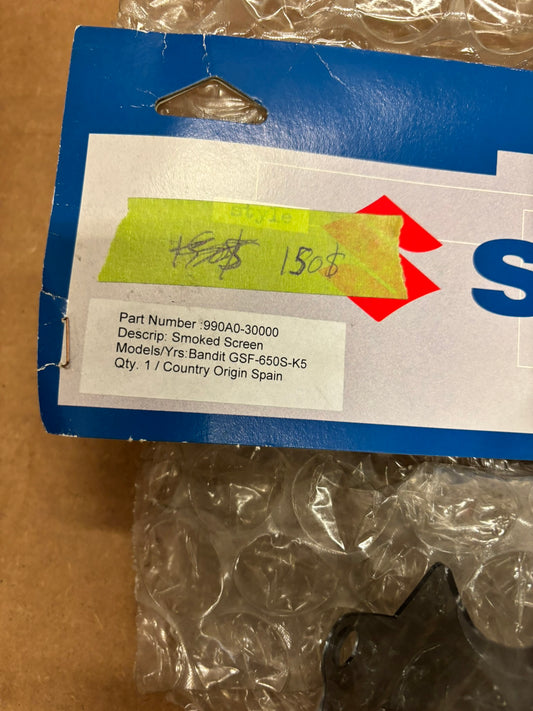 style
150$
Part Number :990A0-30000
Descrip: Smoked Screen
Models/Yrs:Bandit GSF-650S-K5
Qty. 1 / Country Origin Spain
S